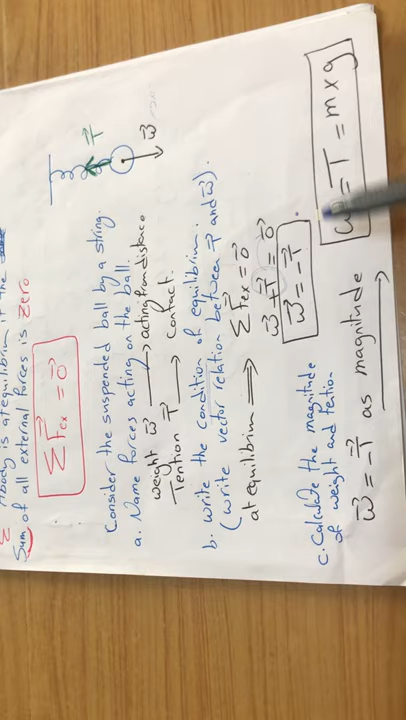 A body is at equilibrium if the
Sum of all external forces is Zero
ΣF⃗ex = 0⃗
T⃗
w⃗
Consider the suspended ball by a string.
a. Name forces acting on the ball.
weight w⃗ ⟶ acting from distance
Tention T⃗ ⟶ Contact.
b. write the condition of equilibrium.
(write vector relation between T⃗ and w⃗).
at equilibrium ⟹ ΣF⃗ex = 0⃗
w⃗ + T⃗ = 0⃗
w⃗ = -T⃗
c. Calculate the magnitude
of weight and tention
w⃗ = -T⃗ as magnitude ⟶
w = T = m x g